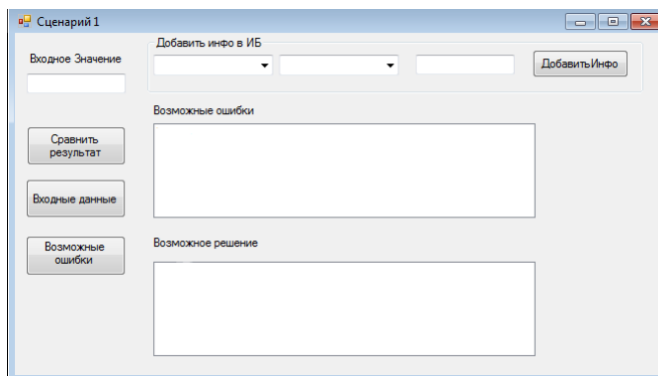 Сценарий 1
Добавить инфо в ИБ
Входное Значение
ДобавитьИнфо
Возможные ошибки
Сравнить
результат
Входные данные
Возможные
ошибки
Возможное решение